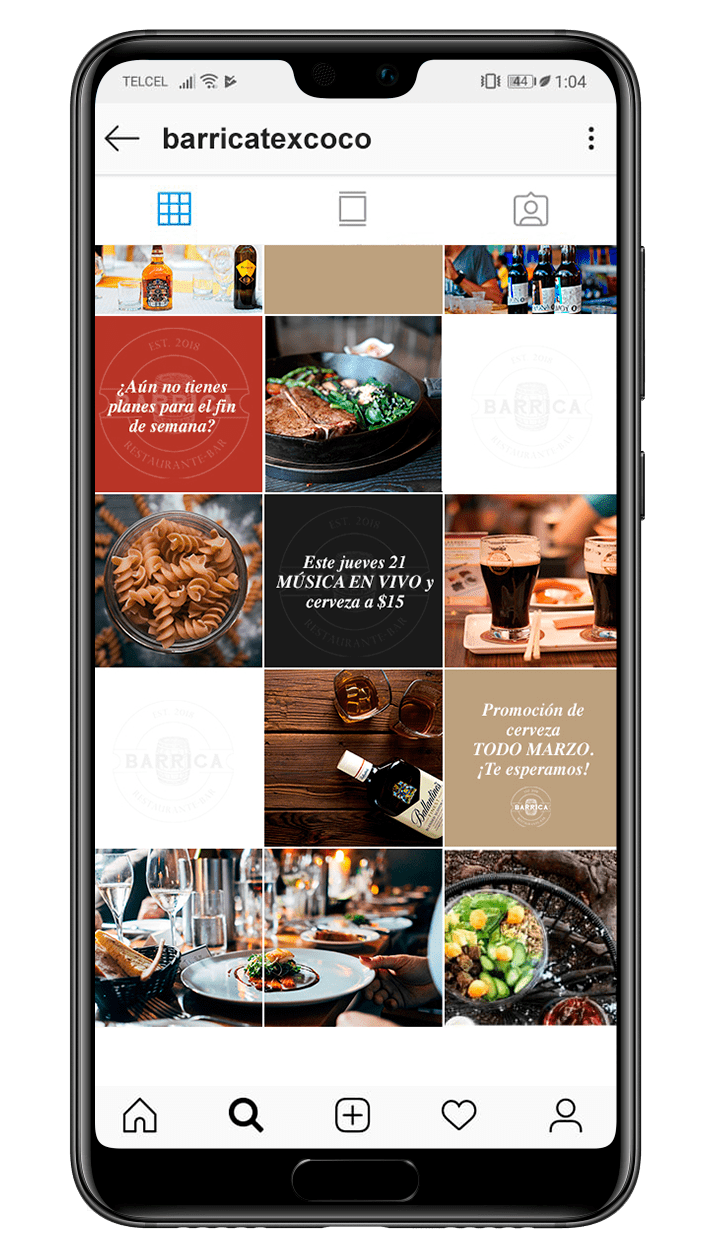 TELCEL
44
1:04
barricatexcoco
EST. 2018
¿Aún no tienes
planes para el fin
de semana?
BARRICA
RESTAURANTE-BAR
EST. 2018
BARRICA
RESTAURANTE-BAR
EST. 2018
Este jueves 21
MÚSICA EN VIVO y
cerveza a $15
RESTAURANTE-BAR
EST. 2018
BARRICA
RESTAURANTE-BAR
Ballantine's
Promoción de
cerveza
TODO MARZO.
¡Te esperamos!
BARRICA